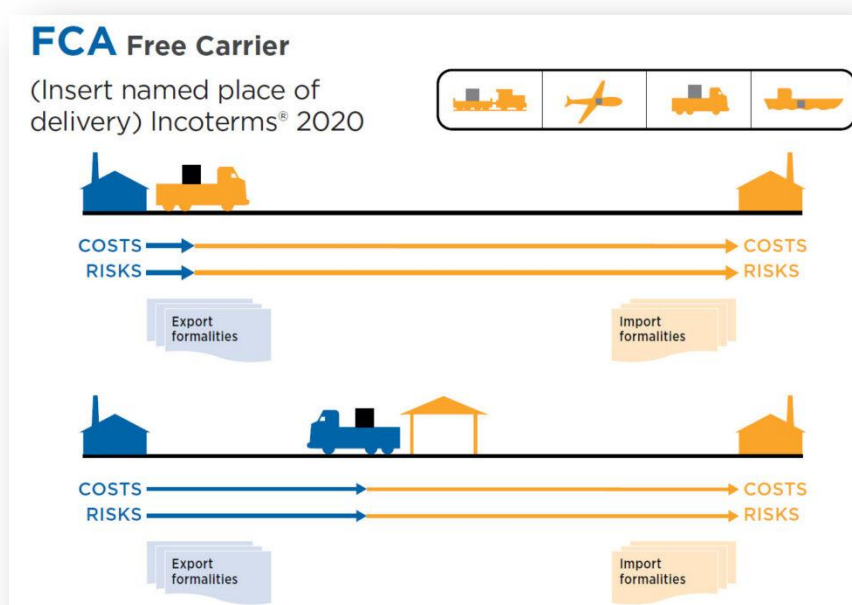 FCA Free Carrier
(Insert named place of
delivery) Incoterms® 2020
COSTS COSTS
RISKS RISKS
Export
formalities
Import
formalities
COSTS COSTS
RISKS RISKS
Export
formalities
Import
formalities